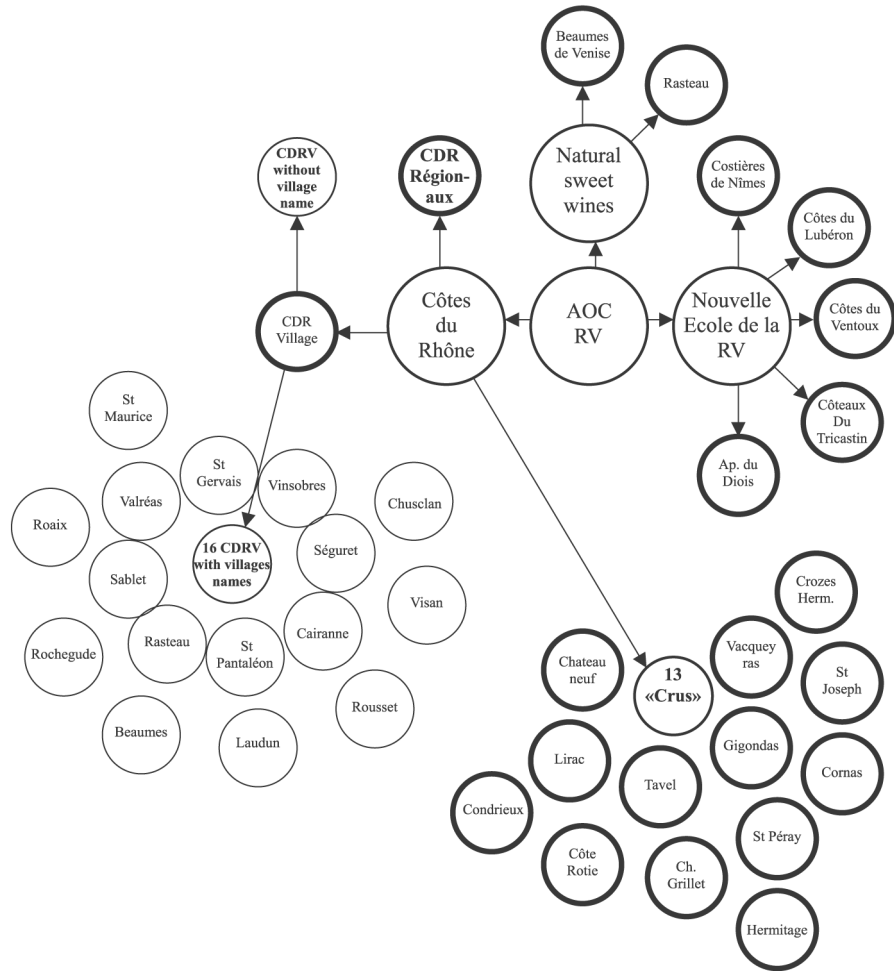 Beaumes
de Venise
Rasteau
CDRV
without
village
name
CDR
Région-
aux
Natural
sweet
wines
Costières
de Nîmes
Côtes du
Lubéron
CDR
Village
Côtes
du
Rhône
AOC
RV
Nouvelle
Ecole de la
RV
Côtes du
Ventoux
Côteaux
Du
Tricastin
Ap. du
Diois
St
Maurice
St
Gervais
Vinsobres
Valréas
Chusclan
Roaix
16 CDRV
with villages
names
Séguret
Sablet
Visan
Rochegude
Rasteau
St
Pantaléon
Cairanne
Beaumes
Laudun
Rousset
Crozes
Herm.
Chateau
neuf
13
«Crus»
Vacquey
ras
St
Joseph
Lirac
Tavel
Gigondas
Cornas
Condrieux
Côte
Rotie
Ch.
Grillet
St Péray
Hermitage